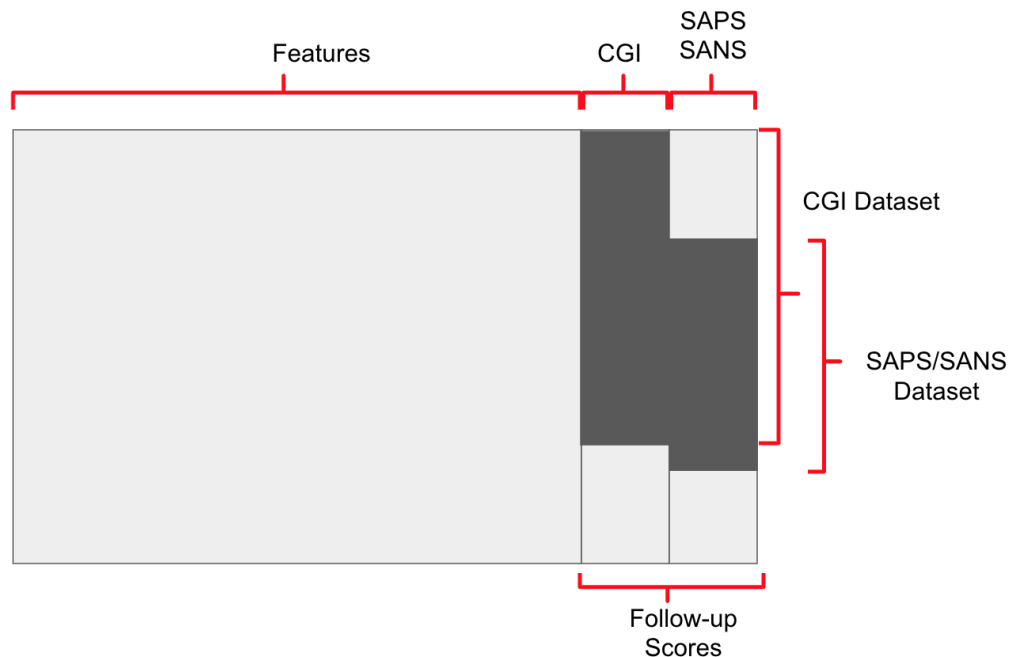 Features
CGI
SAPS
SANS
CGI Dataset
SAPS/SANS
Dataset
Follow-up
Scores